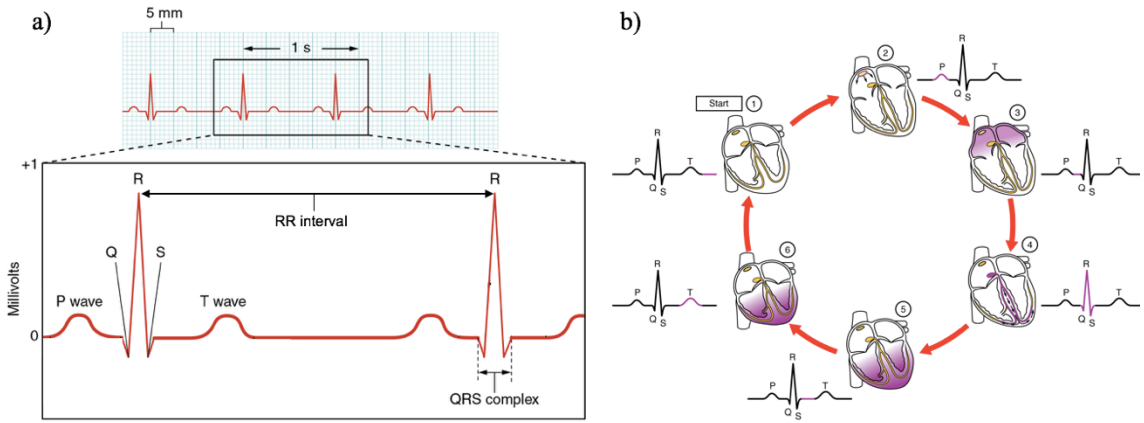 a)
5 mm
1 s
+1
Millivolts
0
R
R
RR interval
Q
S
P wave
T wave
QRS complex
b)
Start
1
2
R
P
T
Q
S
3
R
P
T
Q
S
4
R
P
T
Q
S
5
R
P
T
Q
S
6
R
P
T
Q
S
R
P
T
Q
S